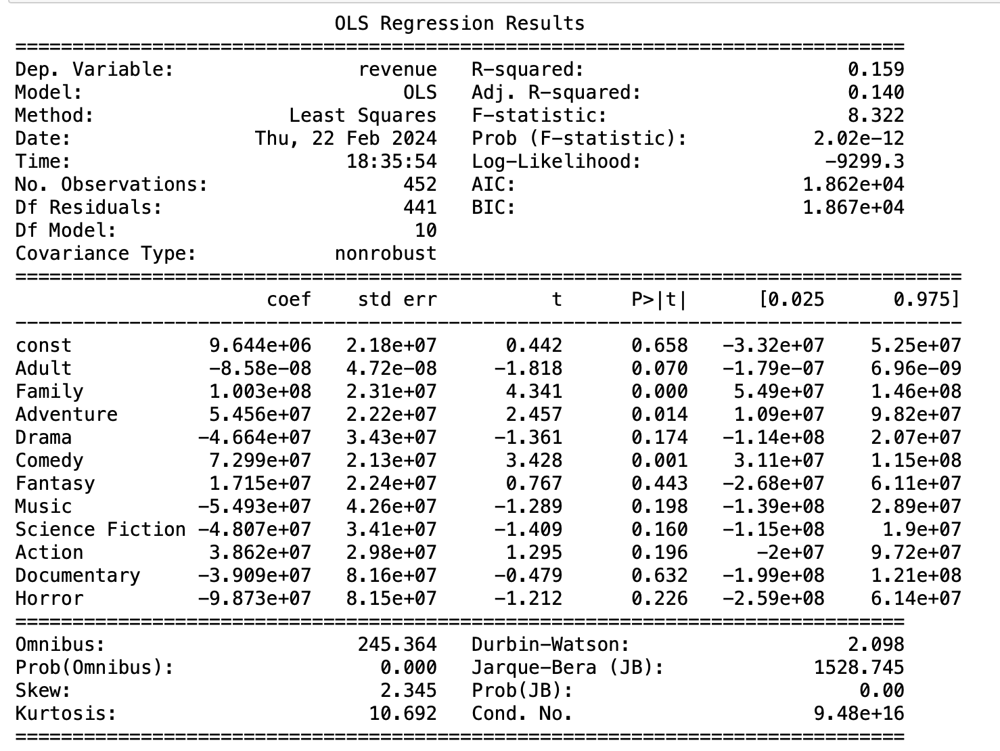 OLS Regression Results
==============================================================================
Dep. Variable: revenue R-squared: 0.159
Model: OLS Adj. R-squared: 0.140
Method: Least Squares F-statistic: 8.322
Date: Thu, 22 Feb 2024 Prob (F-statistic): 2.02e-12
Time: 18:35:54 Log-Likelihood: -9299.3
No. Observations: 452 AIC: 1.862e+04
Df Residuals: 441 BIC: 1.867e+04
Df Model: 10
Covariance Type: nonrobust
===================================================================================
coef std err t P>|t| [0.025 0.975]
-----------------------------------------------------------------------------------
const 9.644e+06 2.18e+07 0.442 0.658 -3.32e+07 5.25e+07
Adult -8.58e-08 4.72e-08 -1.818 0.070 -1.79e-07 6.96e-09
Family 1.003e+08 2.31e+07 4.341 0.000 5.49e+07 1.46e+08
Adventure 5.456e+07 2.22e+07 2.457 0.014 1.09e+07 9.82e+07
Drama -4.664e+07 3.43e+07 -1.361 0.174 -1.14e+08 2.07e+07
Comedy 7.299e+07 2.13e+07 3.428 0.001 3.11e+07 1.15e+08
Fantasy 1.715e+07 2.24e+07 0.767 0.443 -2.68e+07 6.11e+07
Music -5.493e+07 4.26e+07 -1.289 0.198 -1.39e+08 2.89e+07
Science Fiction -4.807e+07 3.41e+07 -1.409 0.160 -1.15e+08 1.9e+07
Action 3.862e+07 2.98e+07 1.295 0.196 -2e+07 9.72e+07
Documentary -3.909e+07 8.16e+07 -0.479 0.632 -1.99e+08 1.21e+08
Horror -9.873e+07 8.15e+07 -1.212 0.226 -2.59e+08 6.14e+07
==============================================================================
Omnibus: 245.364 Durbin-Watson: 2.098
Prob(Omnibus): 0.000 Jarque-Bera (JB): 1528.745
Skew: 2.345 Prob(JB): 0.00
Kurtosis: 10.692 Cond. No. 9.48e+16
==============================================================================